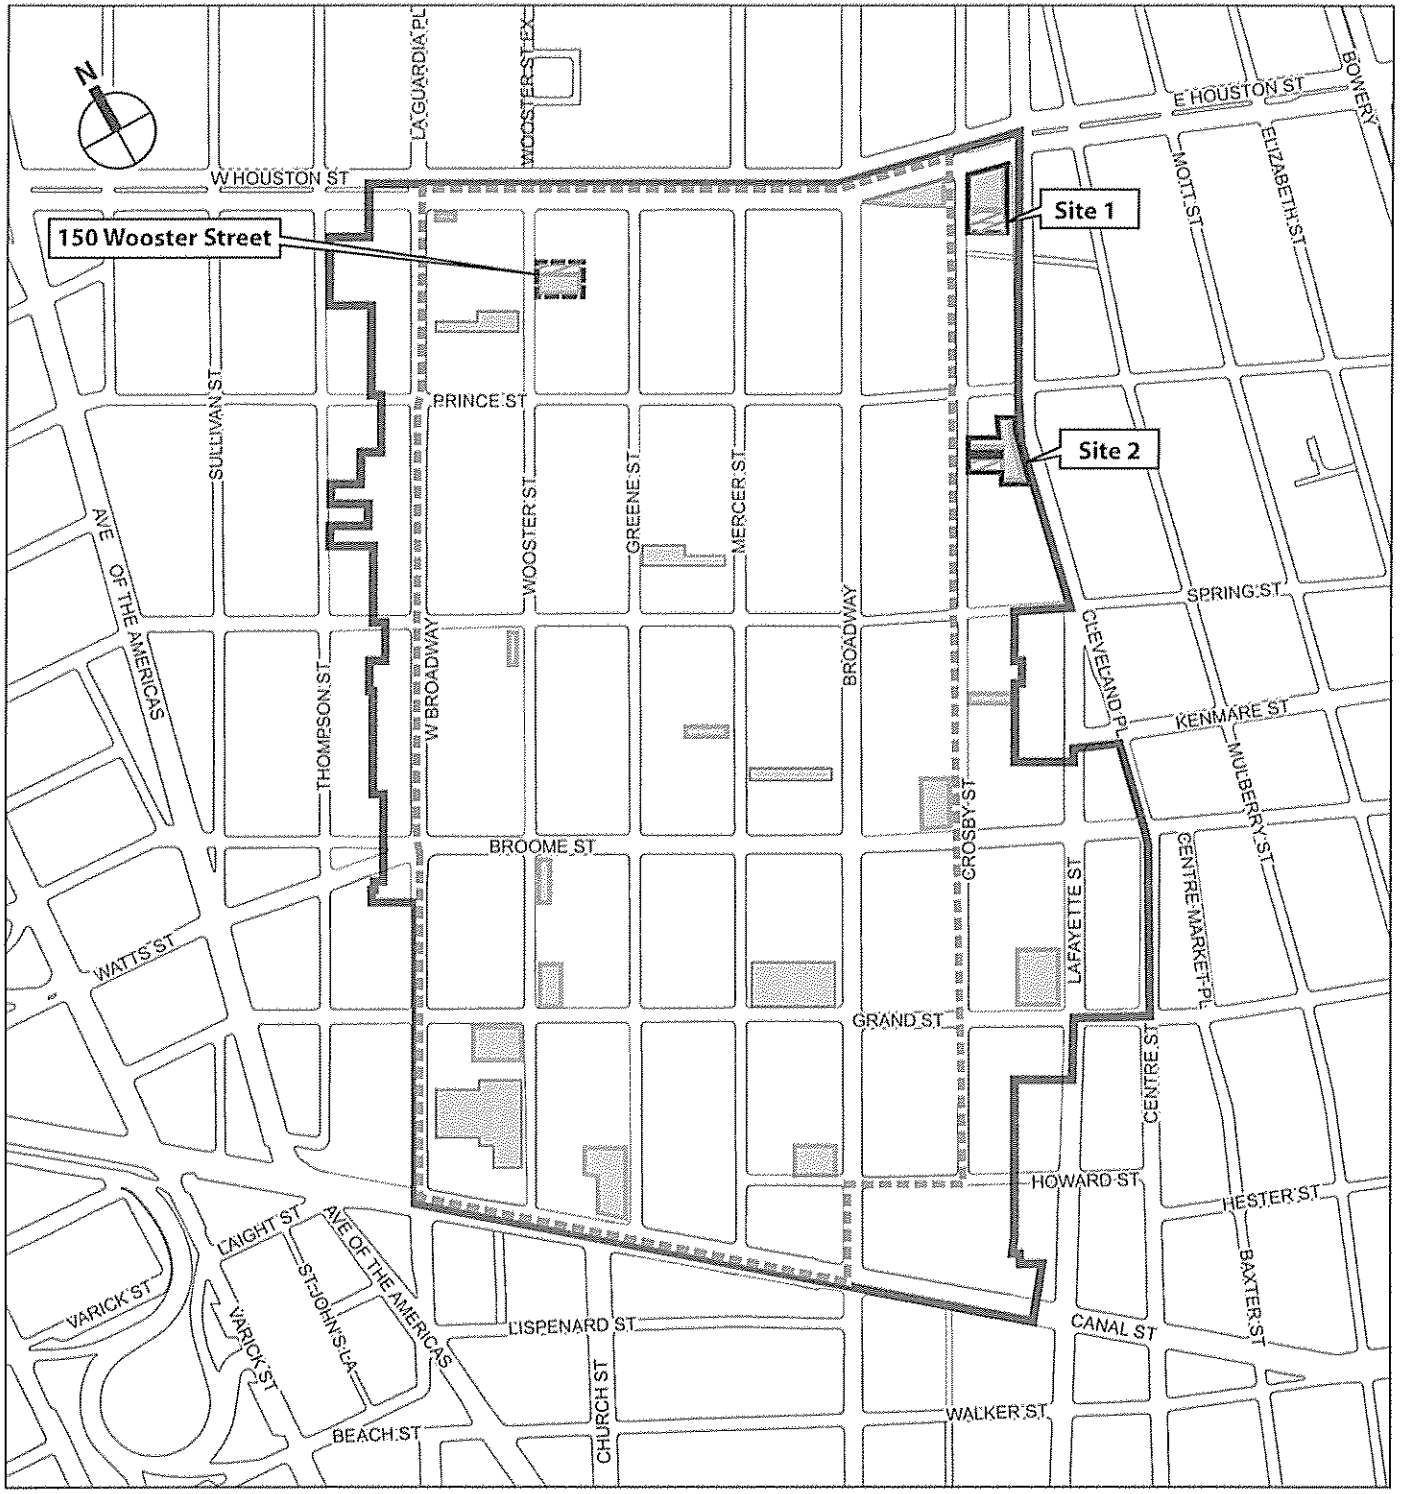 N
LAGUARDIA PL
WOOSTER ST EX
BOWERY
E HOUSTON ST
ELIZABETH ST
MOTT ST
W HOUSTON ST
Site 1
150 Wooster Street
SULLIVAN ST
PRINCE ST
Site 2
WOOSTER ST
GREENE ST
MERCER ST
AVE OF THE AMERICAS
BROADWAY
SPRING ST
CLEVELAND PL
W BROADWAY
THOMPSON ST
KENMARE ST
MULBERRY ST
CROSBY ST
BROOME ST
CENTRE MARKET PL
LAFAYETTE ST
WATTS ST
GRAND ST
CENTRE ST
HOWARD ST
HESTER ST
LAIGHT ST
AVE OF THE AMERICAS
ST JOHN'S LA
VARICK ST
VARICK ST
BAXTER ST
LISPENARD ST
CANAL ST
CHURCH ST
WALKER ST
BEACH ST